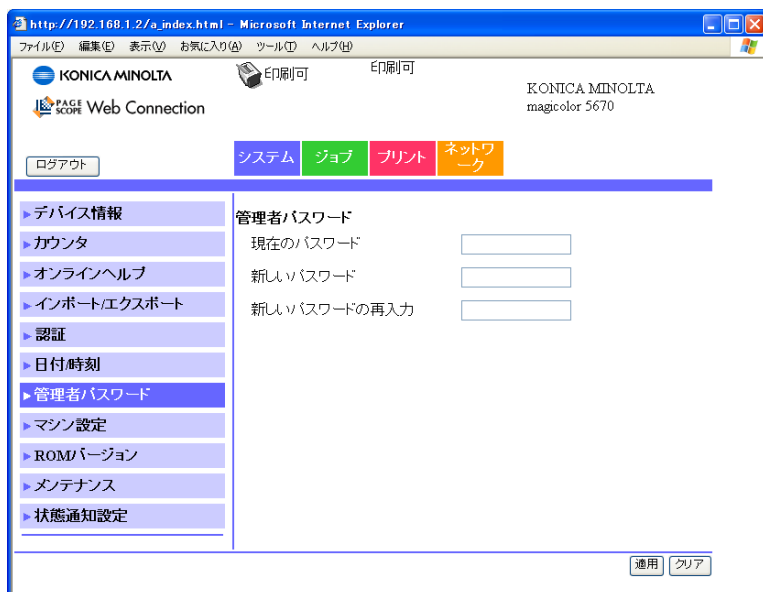 http://192.168.1.2/a_index.html - Microsoft Internet Explorer
ファイル(F) 編集(E) 表示(V) お気に入り(A) ツール(T) ヘルプ(H)
KONICA MINOLTA
印刷可
印刷可
PAGE SCOPE Web Connection
KONICA MINOLTA
magicolor 5670
ログアウト
システム
ジョブ
プリント
ネットワ
ーク
デバイス情報
カウンタ
オンラインヘルプ
インポート/エクスポート
認証
日付/時刻
管理者パスワード
マシン設定
ROMバージョン
メンテナンス
状態通知設定
管理者パスワード
現在のパスワード
新しいパスワード
新しいパスワードの再入力
適用 クリア